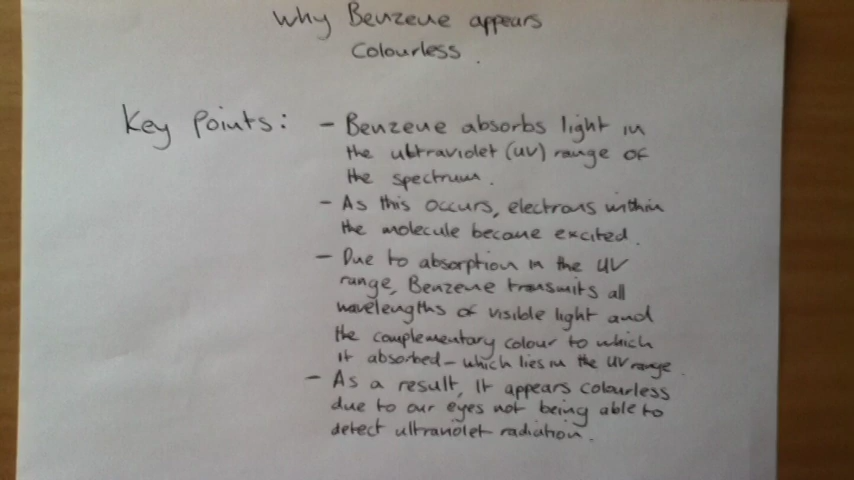 Why Benzene appears
Colourless.
Key Points: - Benzene absorbs light in
the ultraviolet (UV) range of
the spectrum.
- As this occurs, electrons within
the molecule become excited.
- Due to absorption in the UV
range, Benzene transmits all
wavelengths of visible light and
the complementary colour to which
it absorbed - which lies in the UV range.
- As a result, It appears colourless
due to our eyes not being able to
detect ultraviolet radiation.